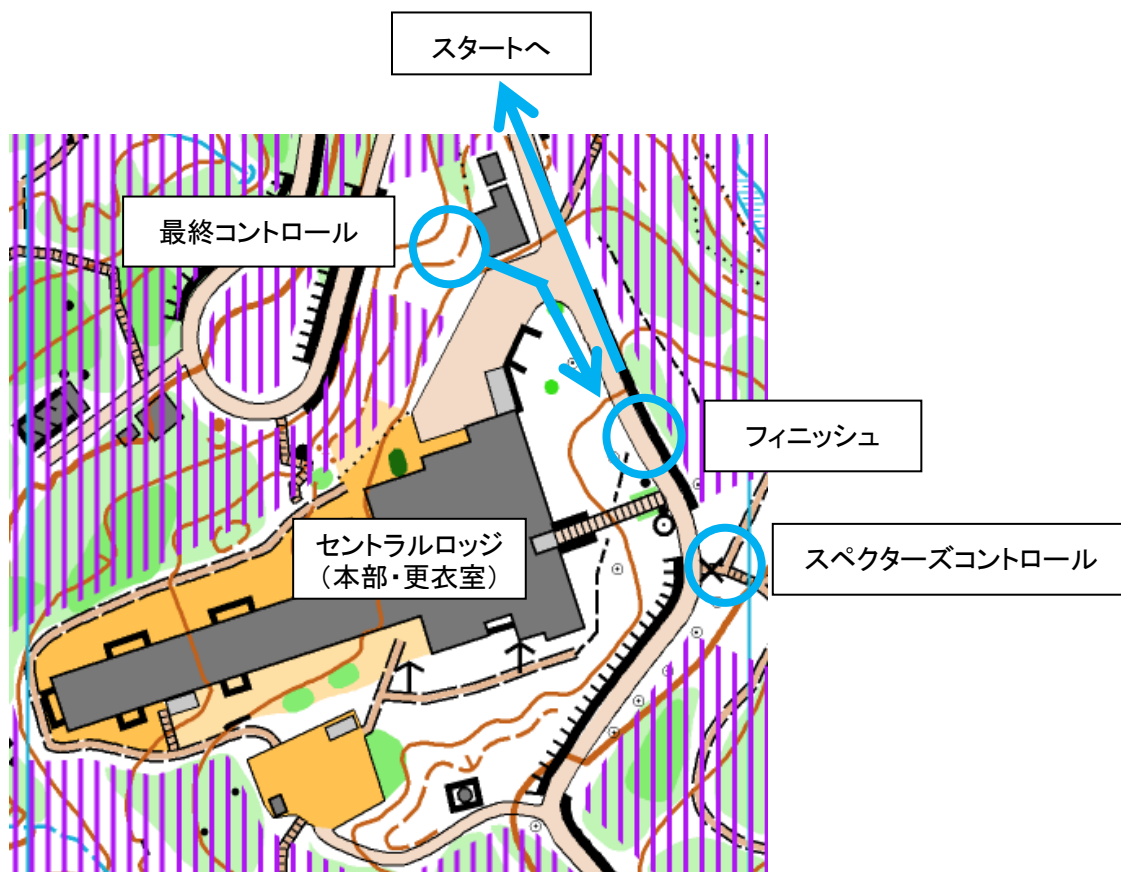 スタートへ
最終コントロール
フィニッシュ
セントラルロッジ
（本部・更衣室）
スペクターズコントロール